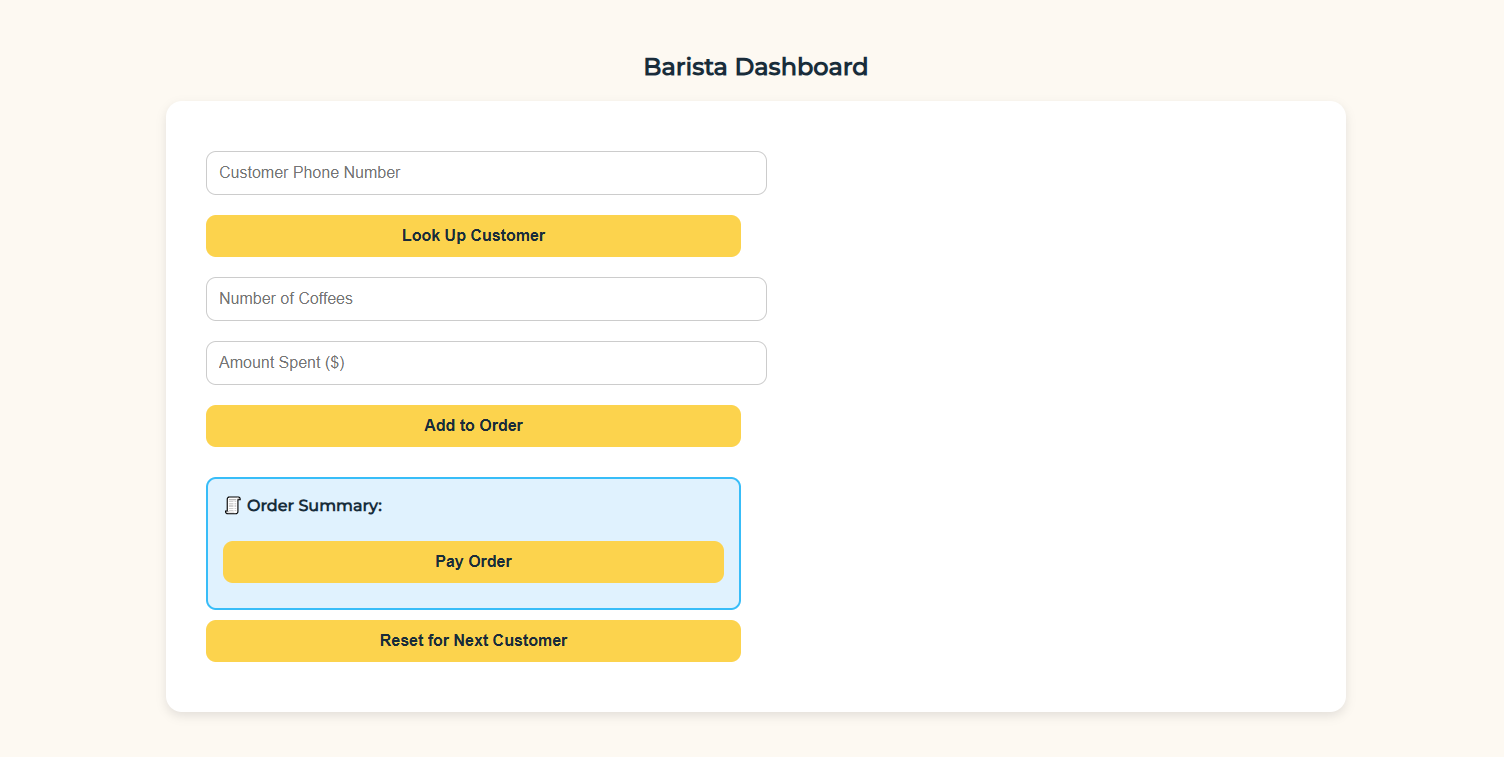 Barista Dashboard
Customer Phone Number
Look Up Customer
Number of Coffees
Amount Spent ($)
Add to Order
🧾 Order Summary:
Pay Order
Reset for Next Customer